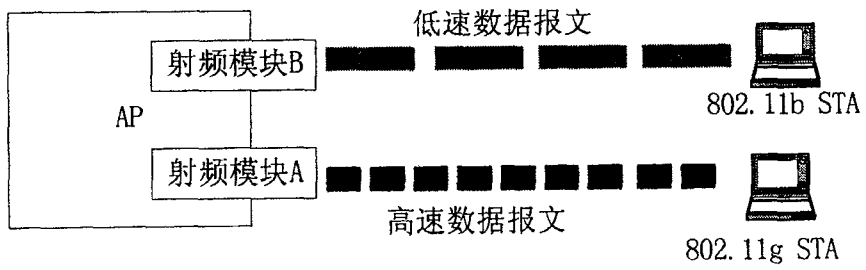 低速数据报文
射频模块B
802.11b STA
AP
射频模块A
高速数据报文
802.11g STA